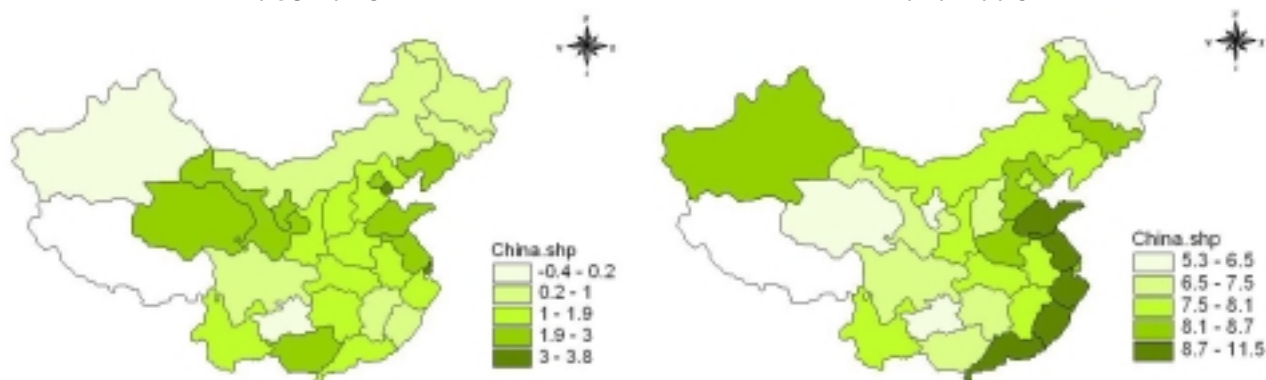 China.shp
-0.4 - 0.2
0.2 - 1
1 - 1.9
1.9 - 3
3 - 3.8
China.shp
5.3 - 6.5
6.5 - 7.5
7.5 - 8.1
8.1 - 8.7
8.7 - 11.5